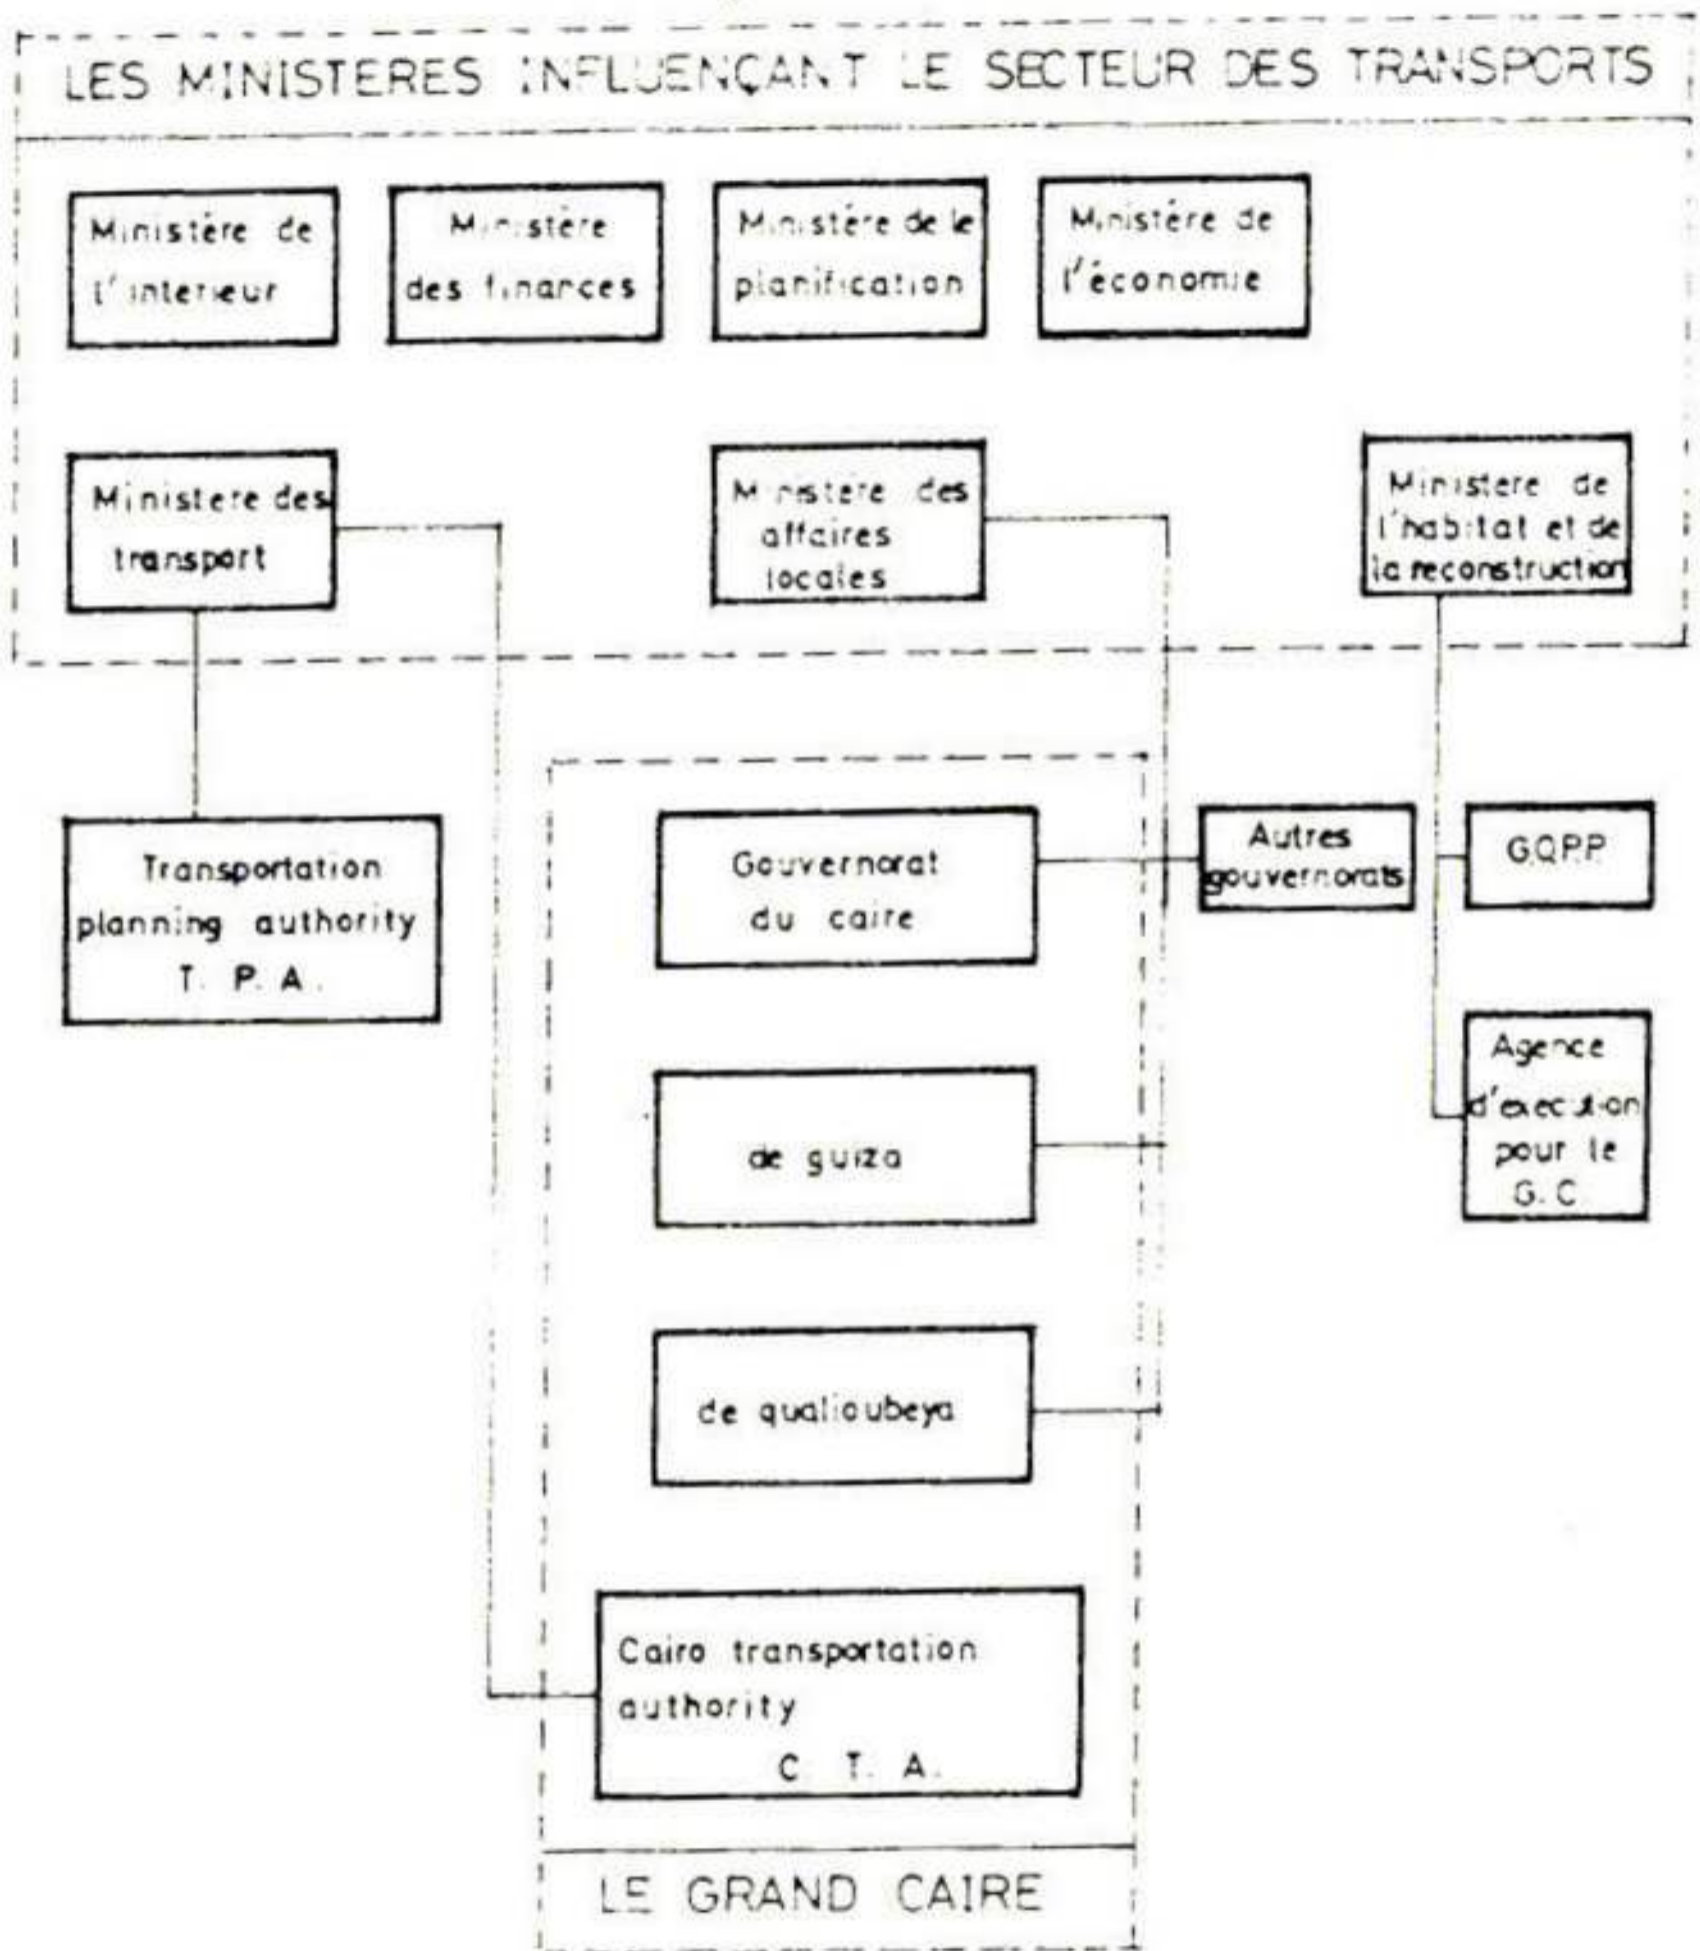 LES MINISTERES INFLUENÇANT LE SECTEUR DES TRANSPORTS
Ministère de
l'interieur
Ministère
des finances
Ministère de le
planification
Ministère de
l'économie
Ministere des
transport
Ministère des
affaires
locales
Ministere de
l'habitat et de
la reconstruction
Transportation
planning authority
T. P. A.
Gouvernorat
du caire
Autres
gouvernorats
G.O.P.P
de guiza
Agence
d'execution
pour le
G.C
de qualioubeya
Cairo transportation
authority
C T. A.
LE GRAND CAIRE